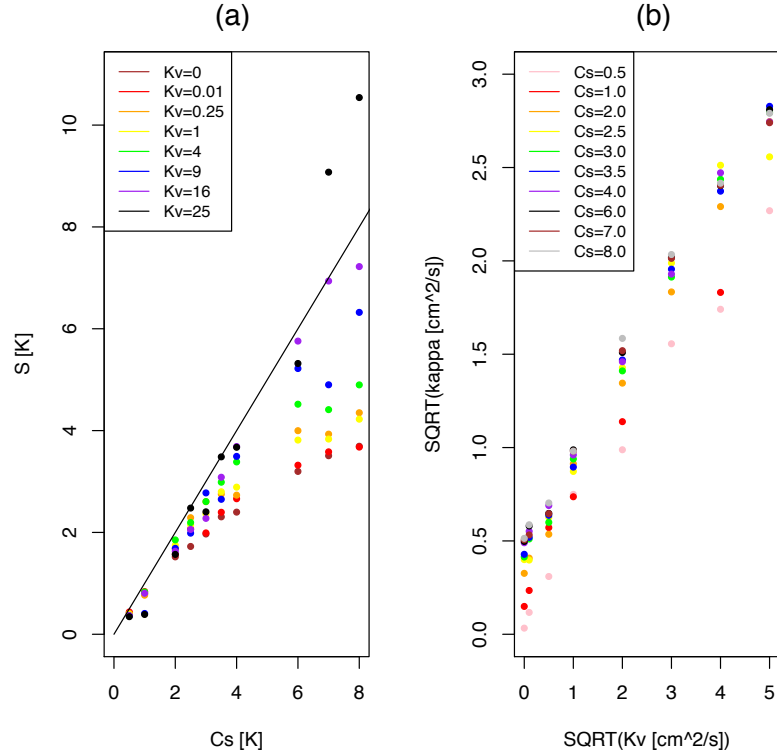 (a)
S [K]
10
8
6
4
2
0
Kv=0
Kv=0.01
Kv=0.25
Kv=1
Kv=4
Kv=9
Kv=16
Kv=25
0 2 4 6 8
Cs [K]
(b)
SQRT(kappa [cm^2/s])
3.0
2.5
2.0
1.5
1.0
0.5
0.0
Cs=0.5
Cs=1.0
Cs=2.0
Cs=2.5
Cs=3.0
Cs=3.5
Cs=4.0
Cs=6.0
Cs=7.0
Cs=8.0
0 1 2 3 4 5
SQRT(Kv [cm^2/s])